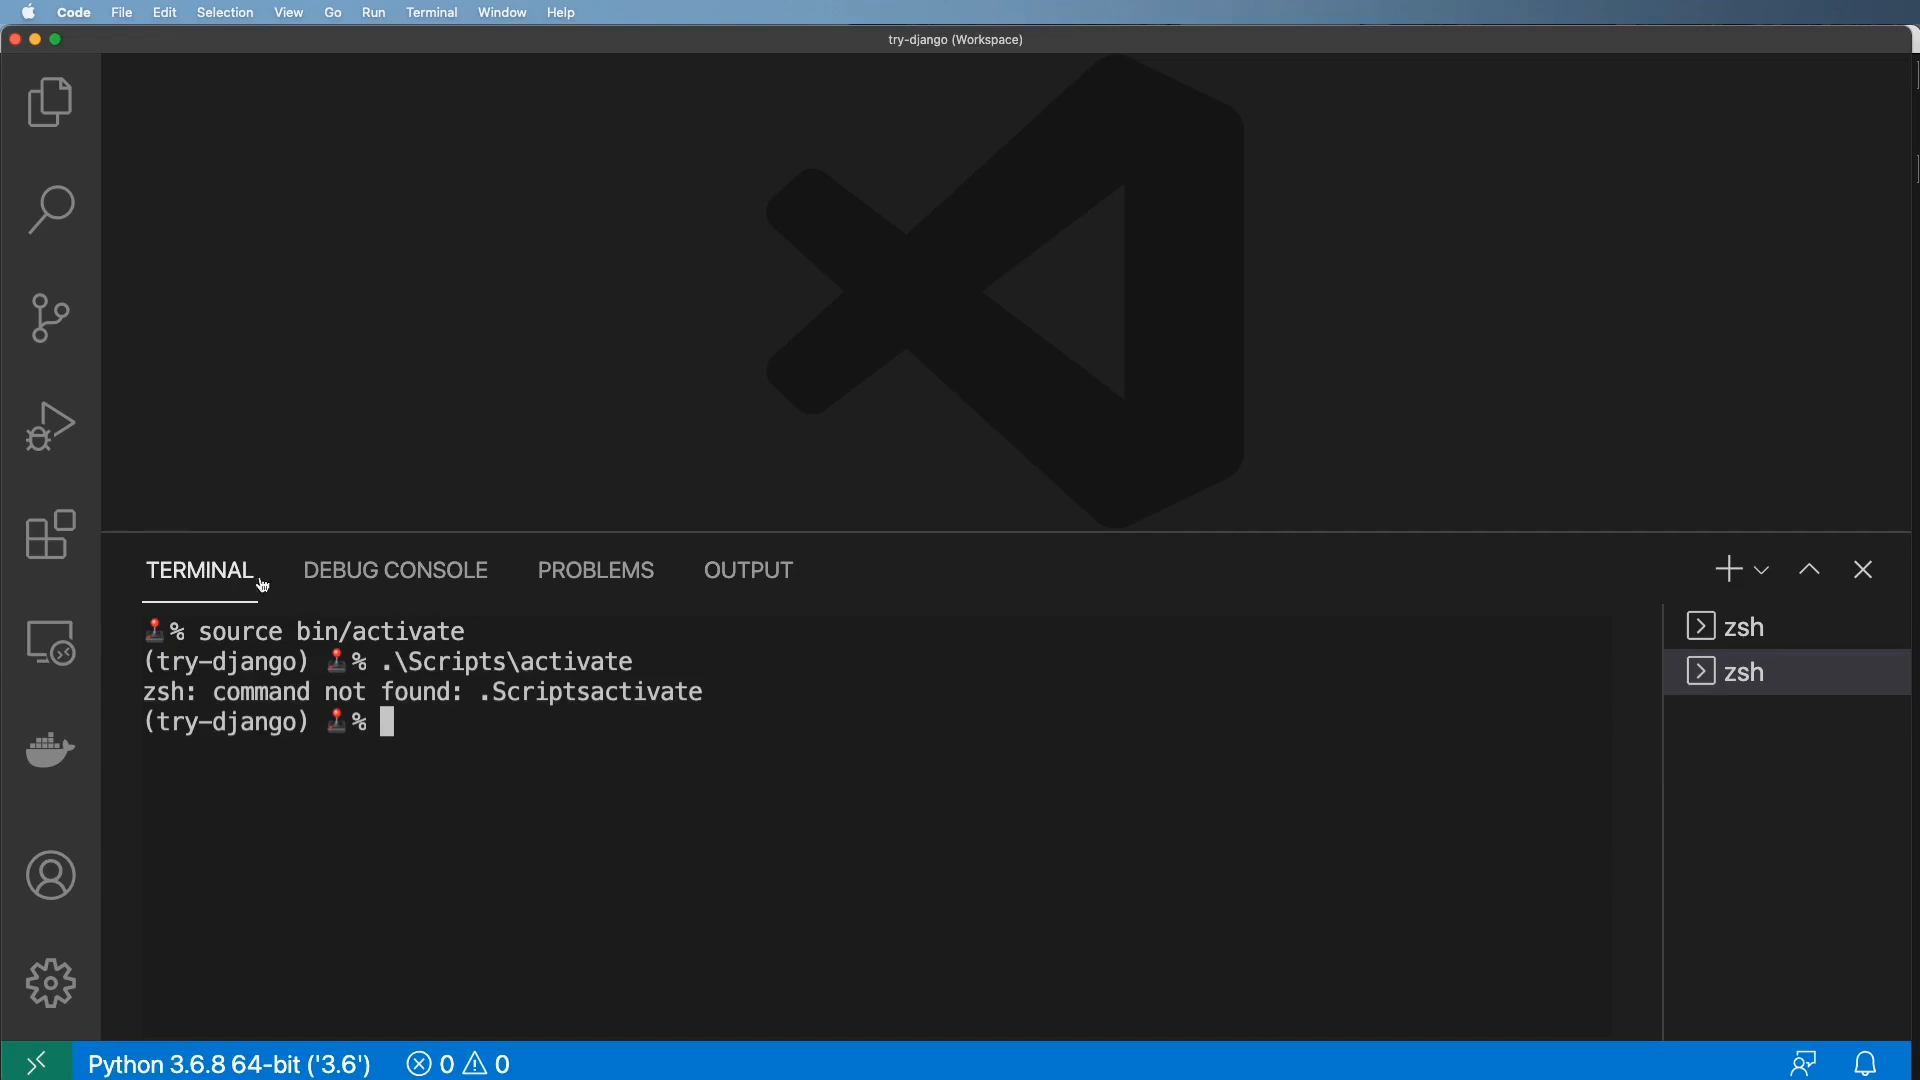 Code File Edit Selection View Go Run Terminal Window Help
try-django (Workspace)
TERMINAL DEBUG CONSOLE PROBLEMS OUTPUT
% source bin/activate
(try-django) % .\Scripts\activate
zsh: command not found: .Scriptsactivate
(try-django) %
zsh
zsh
Python 3.6.8 64-bit ('3.6') 0 0